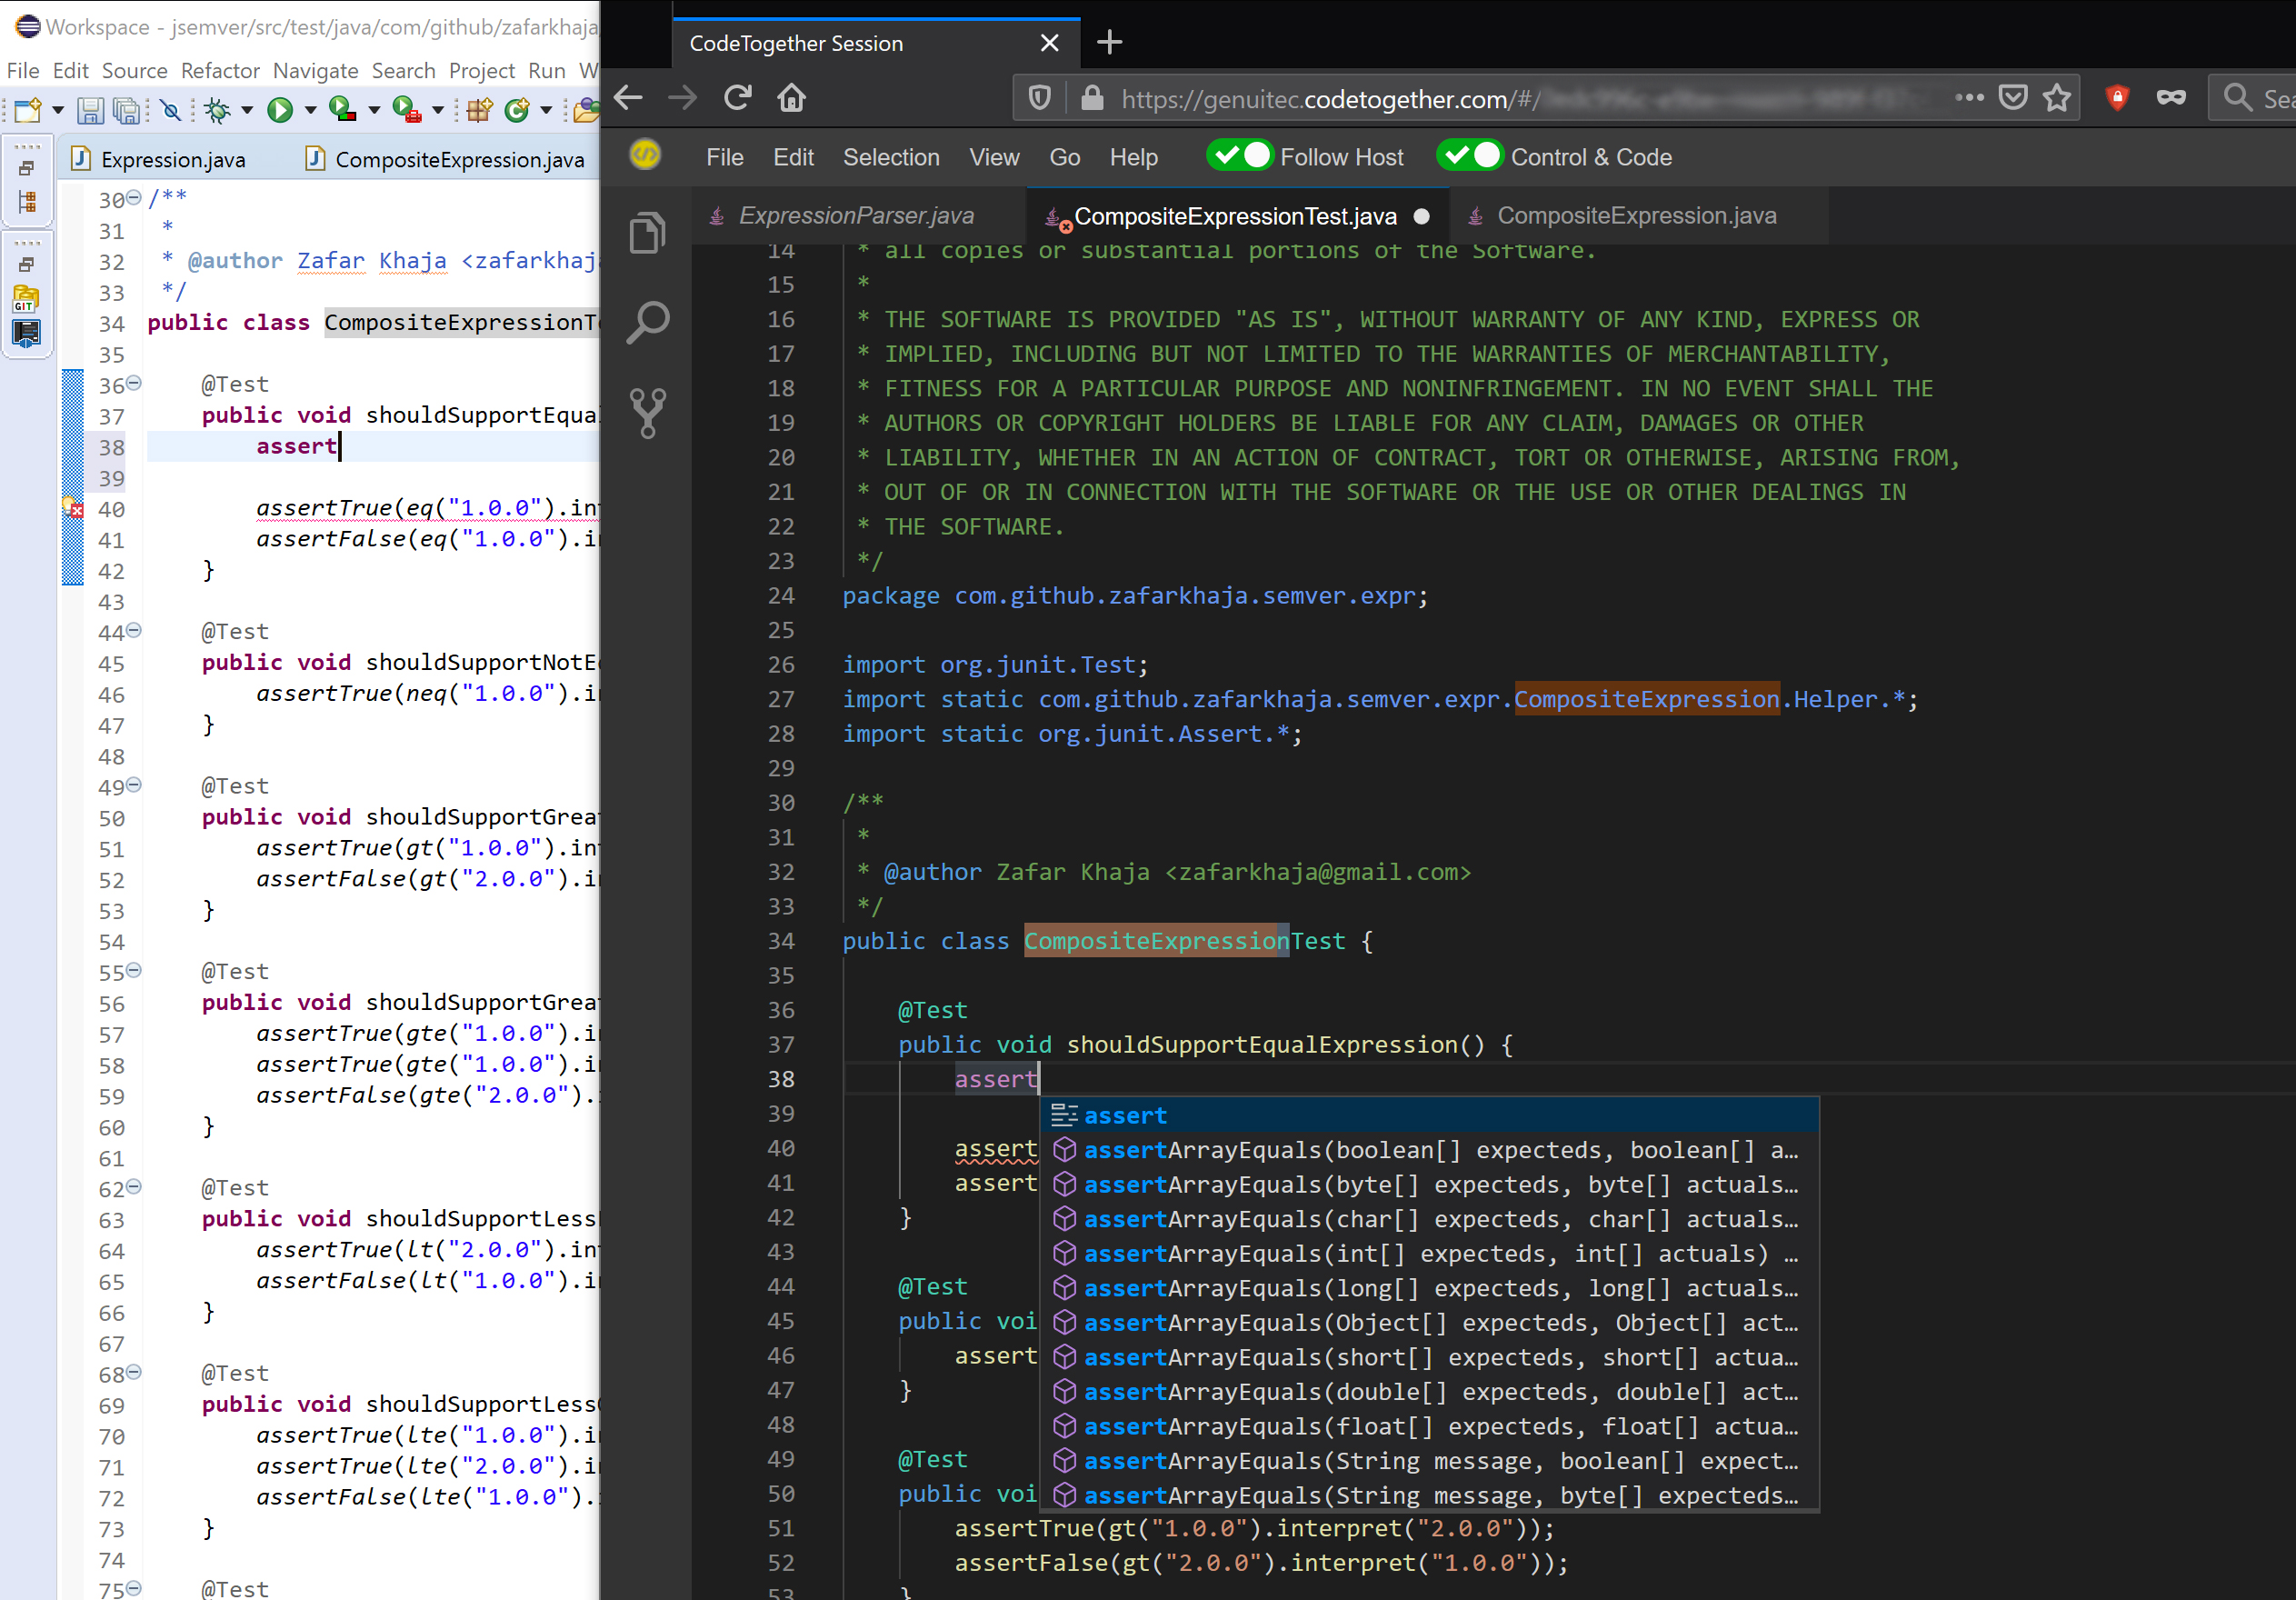 Workspace - jsemver/src/test/java/com/github/zafarkhaja
File Edit Source Refactor Navigate Search Project Run W
Expression.java CompositeExpression.java
30 /**
31 *
32 * @author Zafar Khaja <zafarkhaj
33 */
34 public class CompositeExpressionT
35
36 @Test
37 public void shouldSupportEqua
38 assert
39
40 assertTrue(eq("1.0.0").in
41 assertFalse(eq("1.0.0").i
42 }
43
44 @Test
45 public void shouldSupportNotE
46 assertTrue(neq("1.0.0").i
47 }
48
49 @Test
50 public void shouldSupportGrea
51 assertTrue(gt("1.0.0").in
52 assertFalse(gt("2.0.0").i
53 }
54
55 @Test
56 public void shouldSupportGrea
57 assertTrue(gte("1.0.0").i
58 assertTrue(gte("1.0.0").i
59 assertFalse(gte("2.0.0").
60 }
61
62 @Test
63 public void shouldSupportLess
64 assertTrue(lt("2.0.0").in
65 assertFalse(lt("1.0.0").i
66 }
67
68 @Test
69 public void shouldSupportLess
70 assertTrue(lte("1.0.0").i
71 assertTrue(lte("2.0.0").i
72 assertFalse(lte("1.0.0").
73 }
74
75 @Test
GIT
CodeTogether Session
https://genuitec.codetogether.com/#/
Sea
File Edit Selection View Go Help Follow Host Control & Code
ExpressionParser.java CompositeExpressionTest.java CompositeExpression.java
14 * all copies or substantial portions of the Software.
15 *
16 * THE SOFTWARE IS PROVIDED "AS IS", WITHOUT WARRANTY OF ANY KIND, EXPRESS OR
17 * IMPLIED, INCLUDING BUT NOT LIMITED TO THE WARRANTIES OF MERCHANTABILITY,
18 * FITNESS FOR A PARTICULAR PURPOSE AND NONINFRINGEMENT. IN NO EVENT SHALL THE
19 * AUTHORS OR COPYRIGHT HOLDERS BE LIABLE FOR ANY CLAIM, DAMAGES OR OTHER
20 * LIABILITY, WHETHER IN AN ACTION OF CONTRACT, TORT OR OTHERWISE, ARISING FROM,
21 * OUT OF OR IN CONNECTION WITH THE SOFTWARE OR THE USE OR OTHER DEALINGS IN
22 * THE SOFTWARE.
23 */
24 package com.github.zafarkhaja.semver.expr;
25
26 import org.junit.Test;
27 import static com.github.zafarkhaja.semver.expr.CompositeExpression.Helper.*;
28 import static org.junit.Assert.*;
29
30 /**
31 *
32 * @author Zafar Khaja <zafarkhaja@gmail.com>
33 */
34 public class CompositeExpressionTest {
35
36 @Test
37 public void shouldSupportEqualExpression() {
38 assert
39 assert
40 assert assertArrayEquals(boolean[] expecteds, boolean[] a…
41 assert assertArrayEquals(byte[] expecteds, byte[] actuals…
42 } assertArrayEquals(char[] expecteds, char[] actuals…
43 assertArrayEquals(int[] expecteds, int[] actuals) …
44 @Test assertArrayEquals(long[] expecteds, long[] actuals…
45 public voi assertArrayEquals(Object[] expecteds, Object[] act…
46 assert assertArrayEquals(short[] expecteds, short[] actua…
47 } assertArrayEquals(double[] expecteds, double[] act…
48 assertArrayEquals(float[] expecteds, float[] actua…
49 @Test assertArrayEquals(String message, boolean[] expect…
50 public voi assertArrayEquals(String message, byte[] expecteds…
51 assertTrue(gt("1.0.0").interpret("2.0.0"));
52 assertFalse(gt("2.0.0").interpret("1.0.0"));
53 }